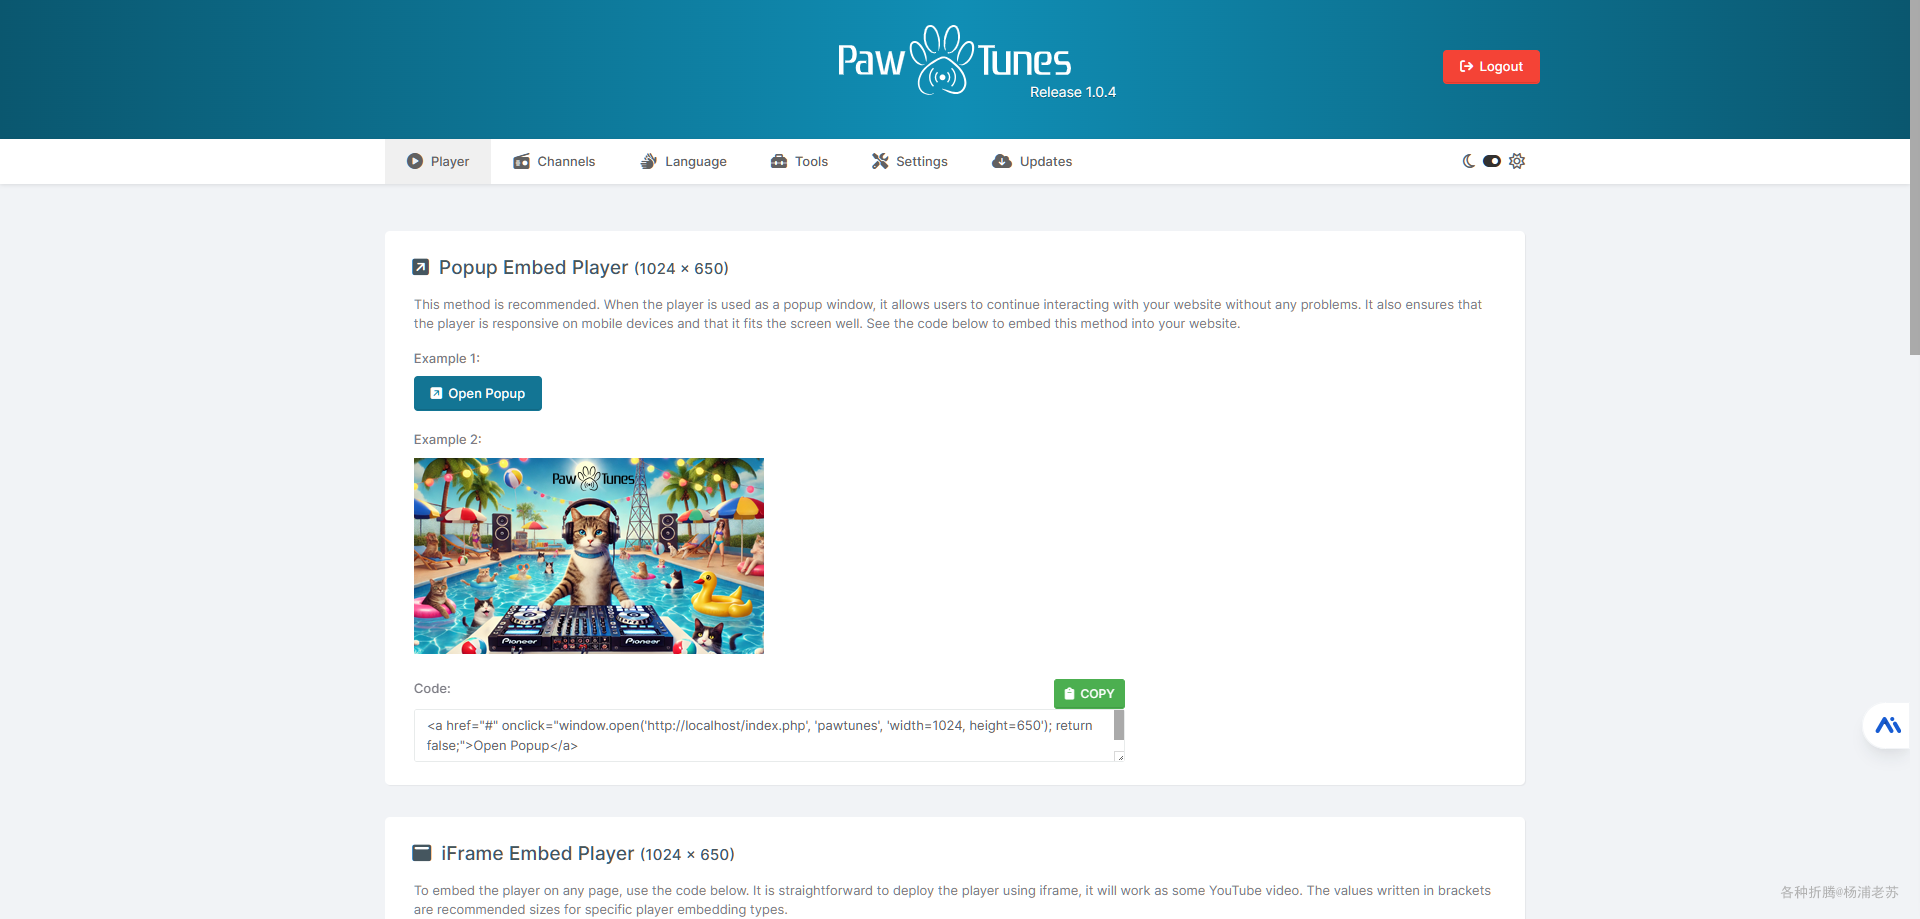 Paw Tunes
Release 1.0.4
Logout
Player
Channels
Language
Tools
Settings
Updates
Popup Embed Player (1024 × 650)
This method is recommended. When the player is used as a popup window, it allows users to continue interacting with your website without any problems. It also ensures that
the player is responsive on mobile devices and that it fits the screen well. See the code below to embed this method into your website.
Example 1:
Open Popup
Example 2:
Paw Tunes
Pioneer
Pioneer
Code:
COPY
<a href="#" onclick="window.open('http://localhost/index.php', 'pawtunes', 'width=1024, height=650'); return
false;">Open Popup</a>
iFrame Embed Player (1024 × 650)
To embed the player on any page, use the code below. It is straightforward to deploy the player using iframe, it will work as some YouTube video. The values written in brackets
are recommended sizes for specific player embedding types.
各种折腾@杨浦老苏